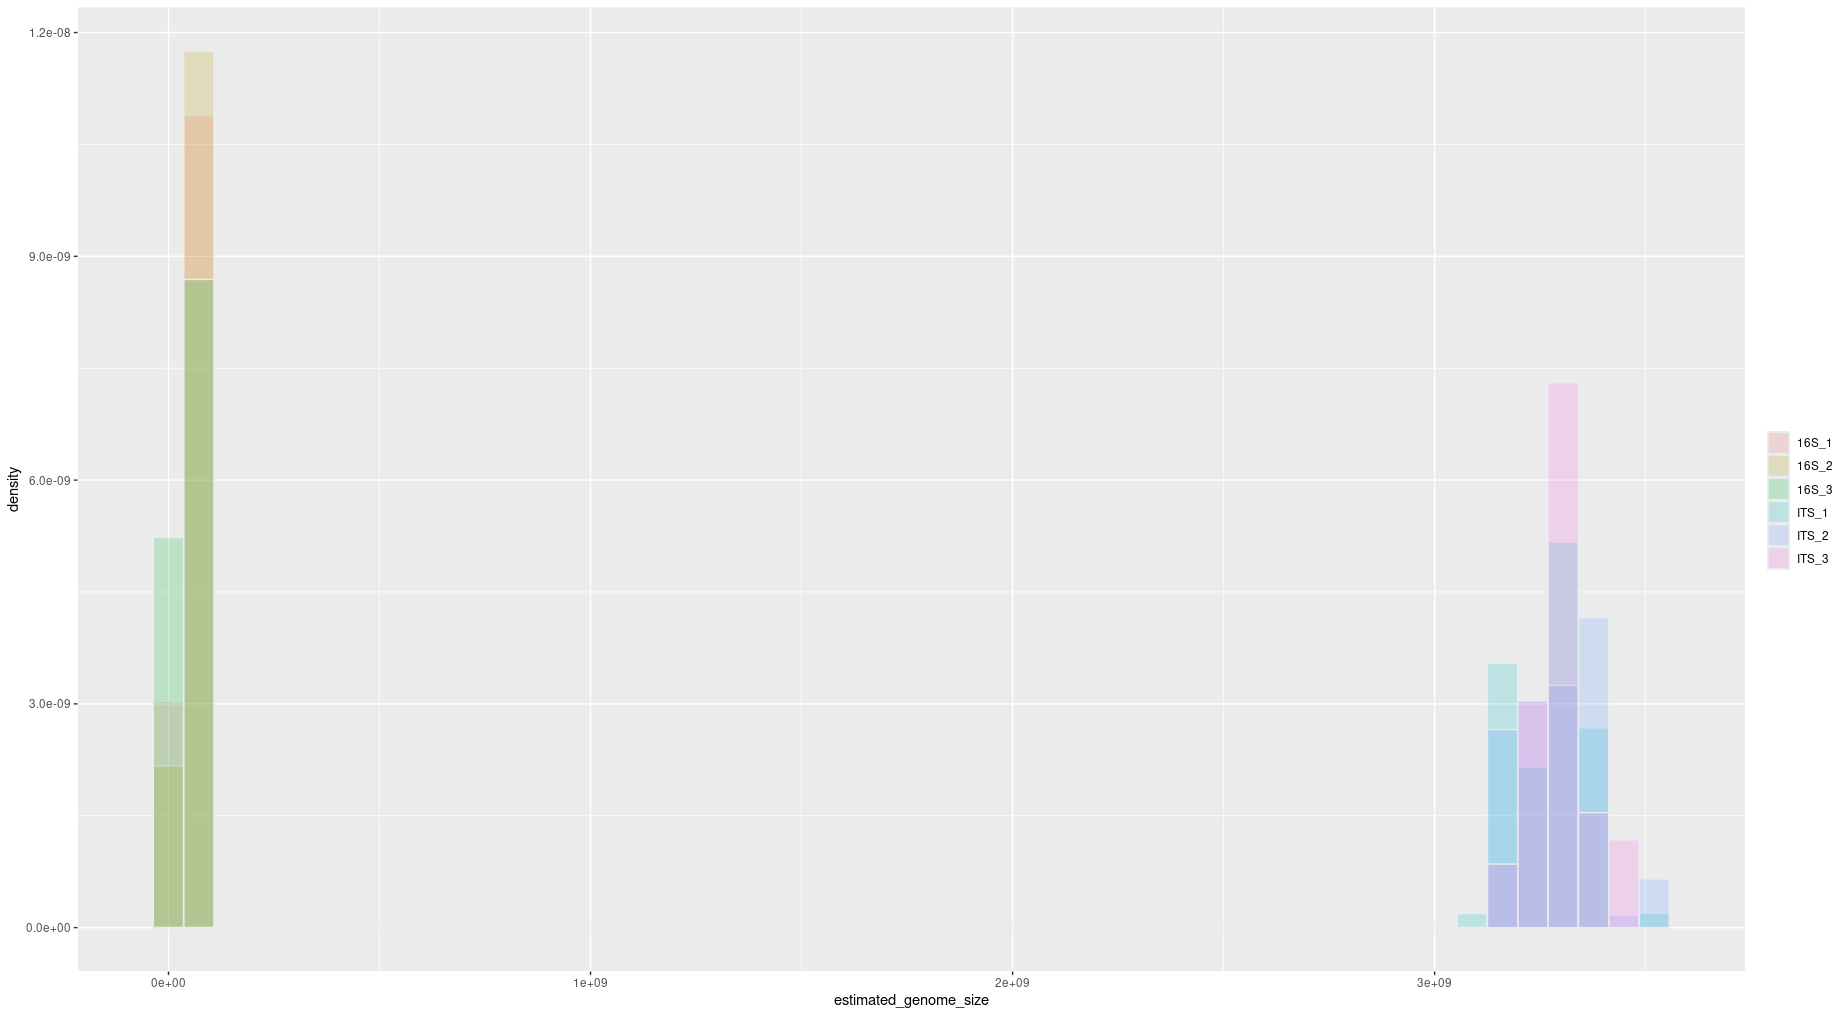 1.2e-08
9.0e-09
6.0e-09
3.0e-09
0.0e+00
density
0e+00
1e+09
2e+09
3e+09
estimated_genome_size
16S_1
16S_2
16S_3
ITS_1
ITS_2
ITS_3